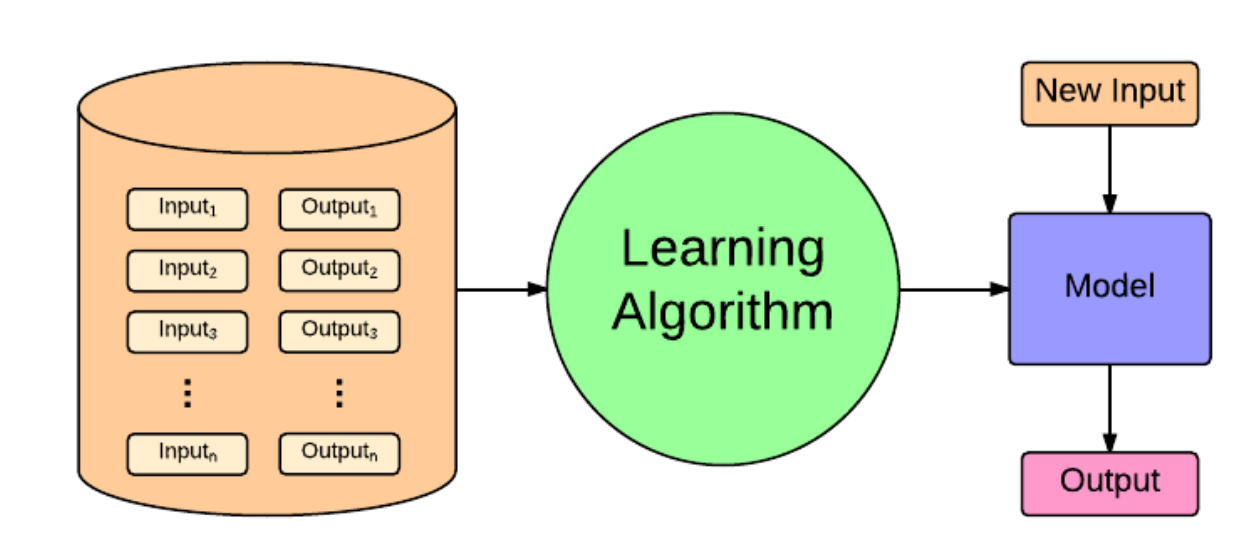 New Input
Input₁ Output₁
Input₂ Output₂
Input₃ Output₃
⋮ ⋮
Inputₙ Outputₙ
Learning
Algorithm
Model
Output